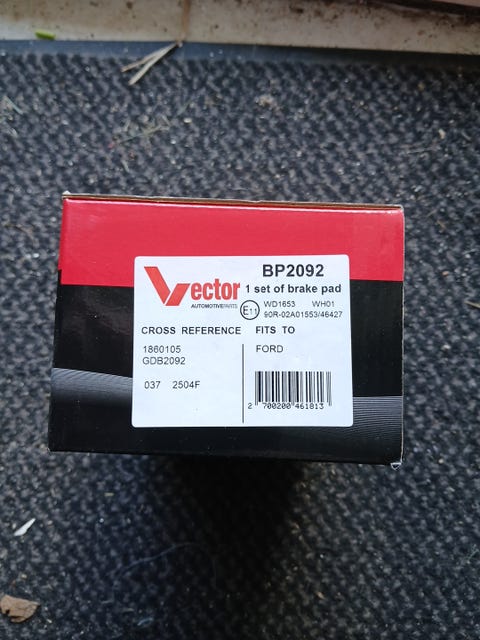 BP2092
Vector
AUTOMOTIVEPARTS
1 set of brake pad
E11
WD1653 WH01
90R-02A01553/46427
CROSS REFERENCE FITS TO
1860105 FORD
GDB2092
037 2504F
2 700200 461813